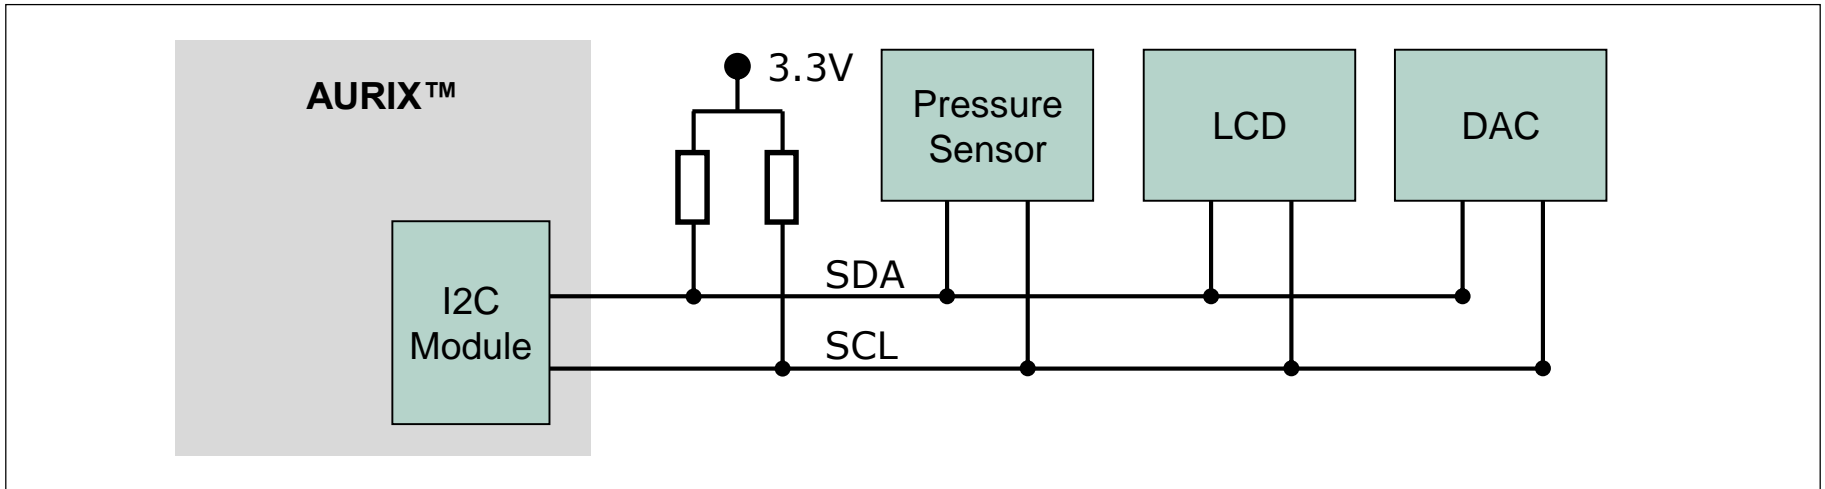 AURIX™
3.3V
Pressure
Sensor
LCD
DAC
I2C
Module
SDA
SCL